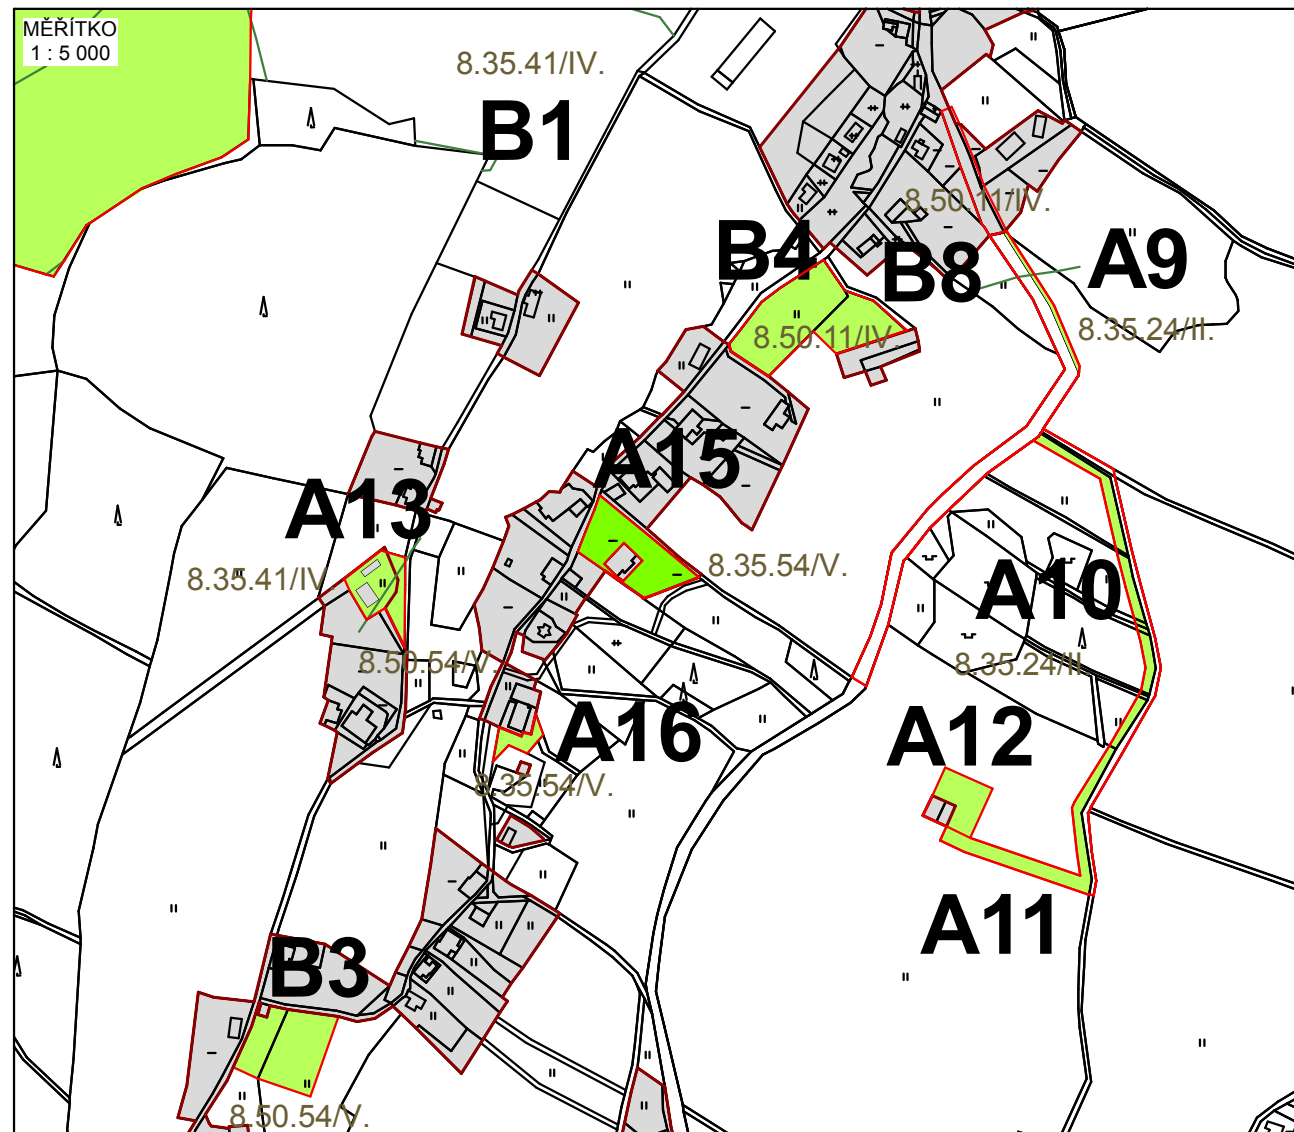 MĚŘÍTKO
1 : 5 000
8.35.41/IV.
B1
8.50.11/IV.
B4
B8
A9
8.50.11/IV.
8.35.24/II.
A15
A13
8.35.54/V.
8.35.41/IV
A10
8.50.54/V.
8.35.24/II
A16
A12
8.35.54/V.
A11
B3
8.50.54/V.